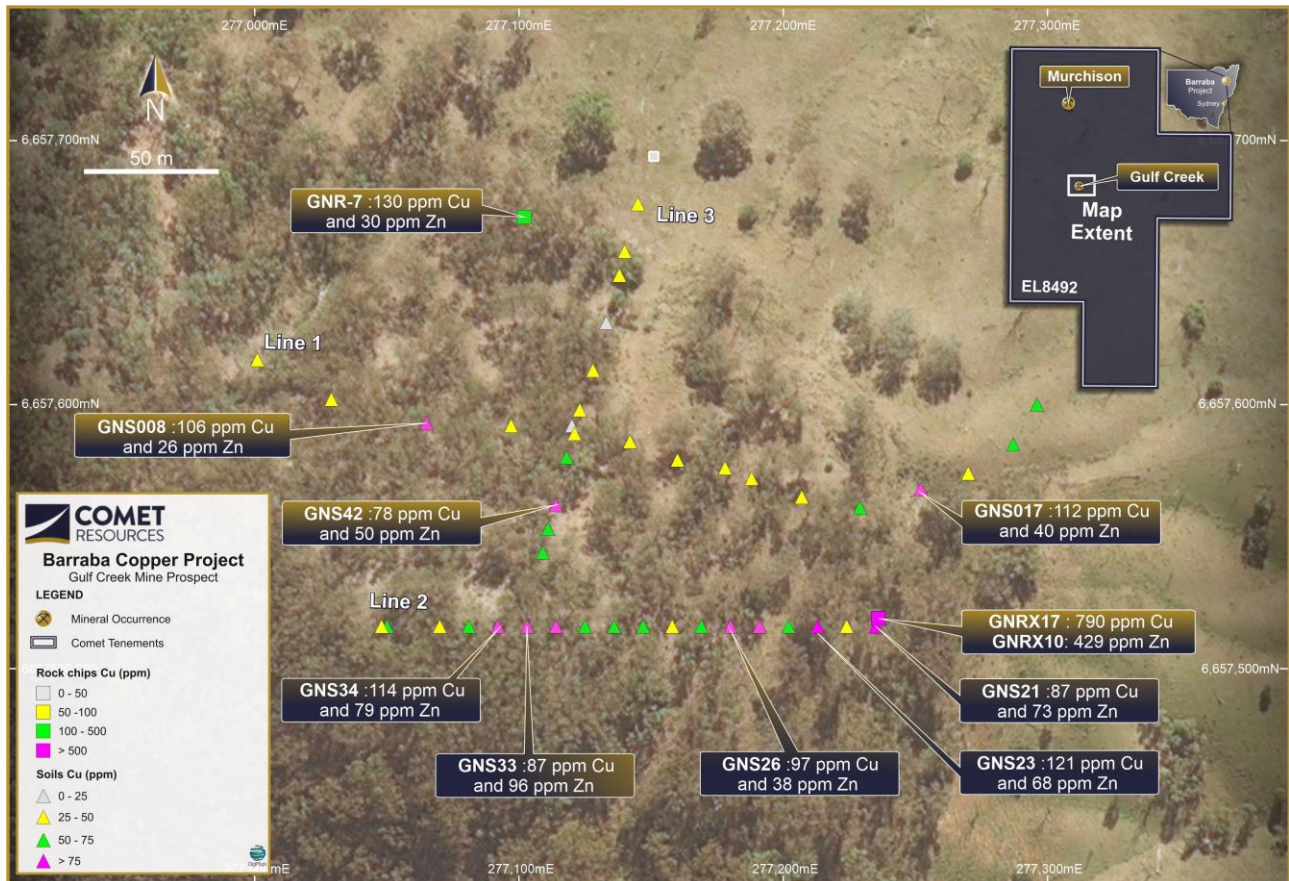 277,000mE
277,100mE
277,200mE
277,300mE
Murchison
Barraba
Project
Sydney
N
6,657,700mN
6,657,700mN
50 m
Gulf Creek
Map
Extent
EL8492
GNR-7 :130 ppm Cu
and 30 ppm Zn
Line 3
Line 1
6,657,600mN
6,657,600mN
GNS008 :106 ppm Cu
and 26 ppm Zn
GNS42 :78 ppm Cu
and 50 ppm Zn
GNS017 :112 ppm Cu
and 40 ppm Zn
Line 2
GNRX17 : 790 ppm Cu
GNRX10: 429 ppm Zn
6,657,500mN
GNS34 :114 ppm Cu
and 79 ppm Zn
GNS21 :87 ppm Cu
and 73 ppm Zn
GNS33 :87 ppm Cu
and 96 ppm Zn
GNS26 :97 ppm Cu
and 38 ppm Zn
GNS23 :121 ppm Cu
and 68 ppm Zn
COMET
RESOURCES
Barraba Copper Project
Gulf Creek Mine Prospect
LEGEND
Mineral Occurrence
Comet Tenements
Rock chips Cu (ppm)
0 - 50
50 -100
100 - 500
> 500
Soils Cu (ppm)
0 - 25
25 - 50
50 - 75
> 75
277,100mE
277,200mE
277,300mE